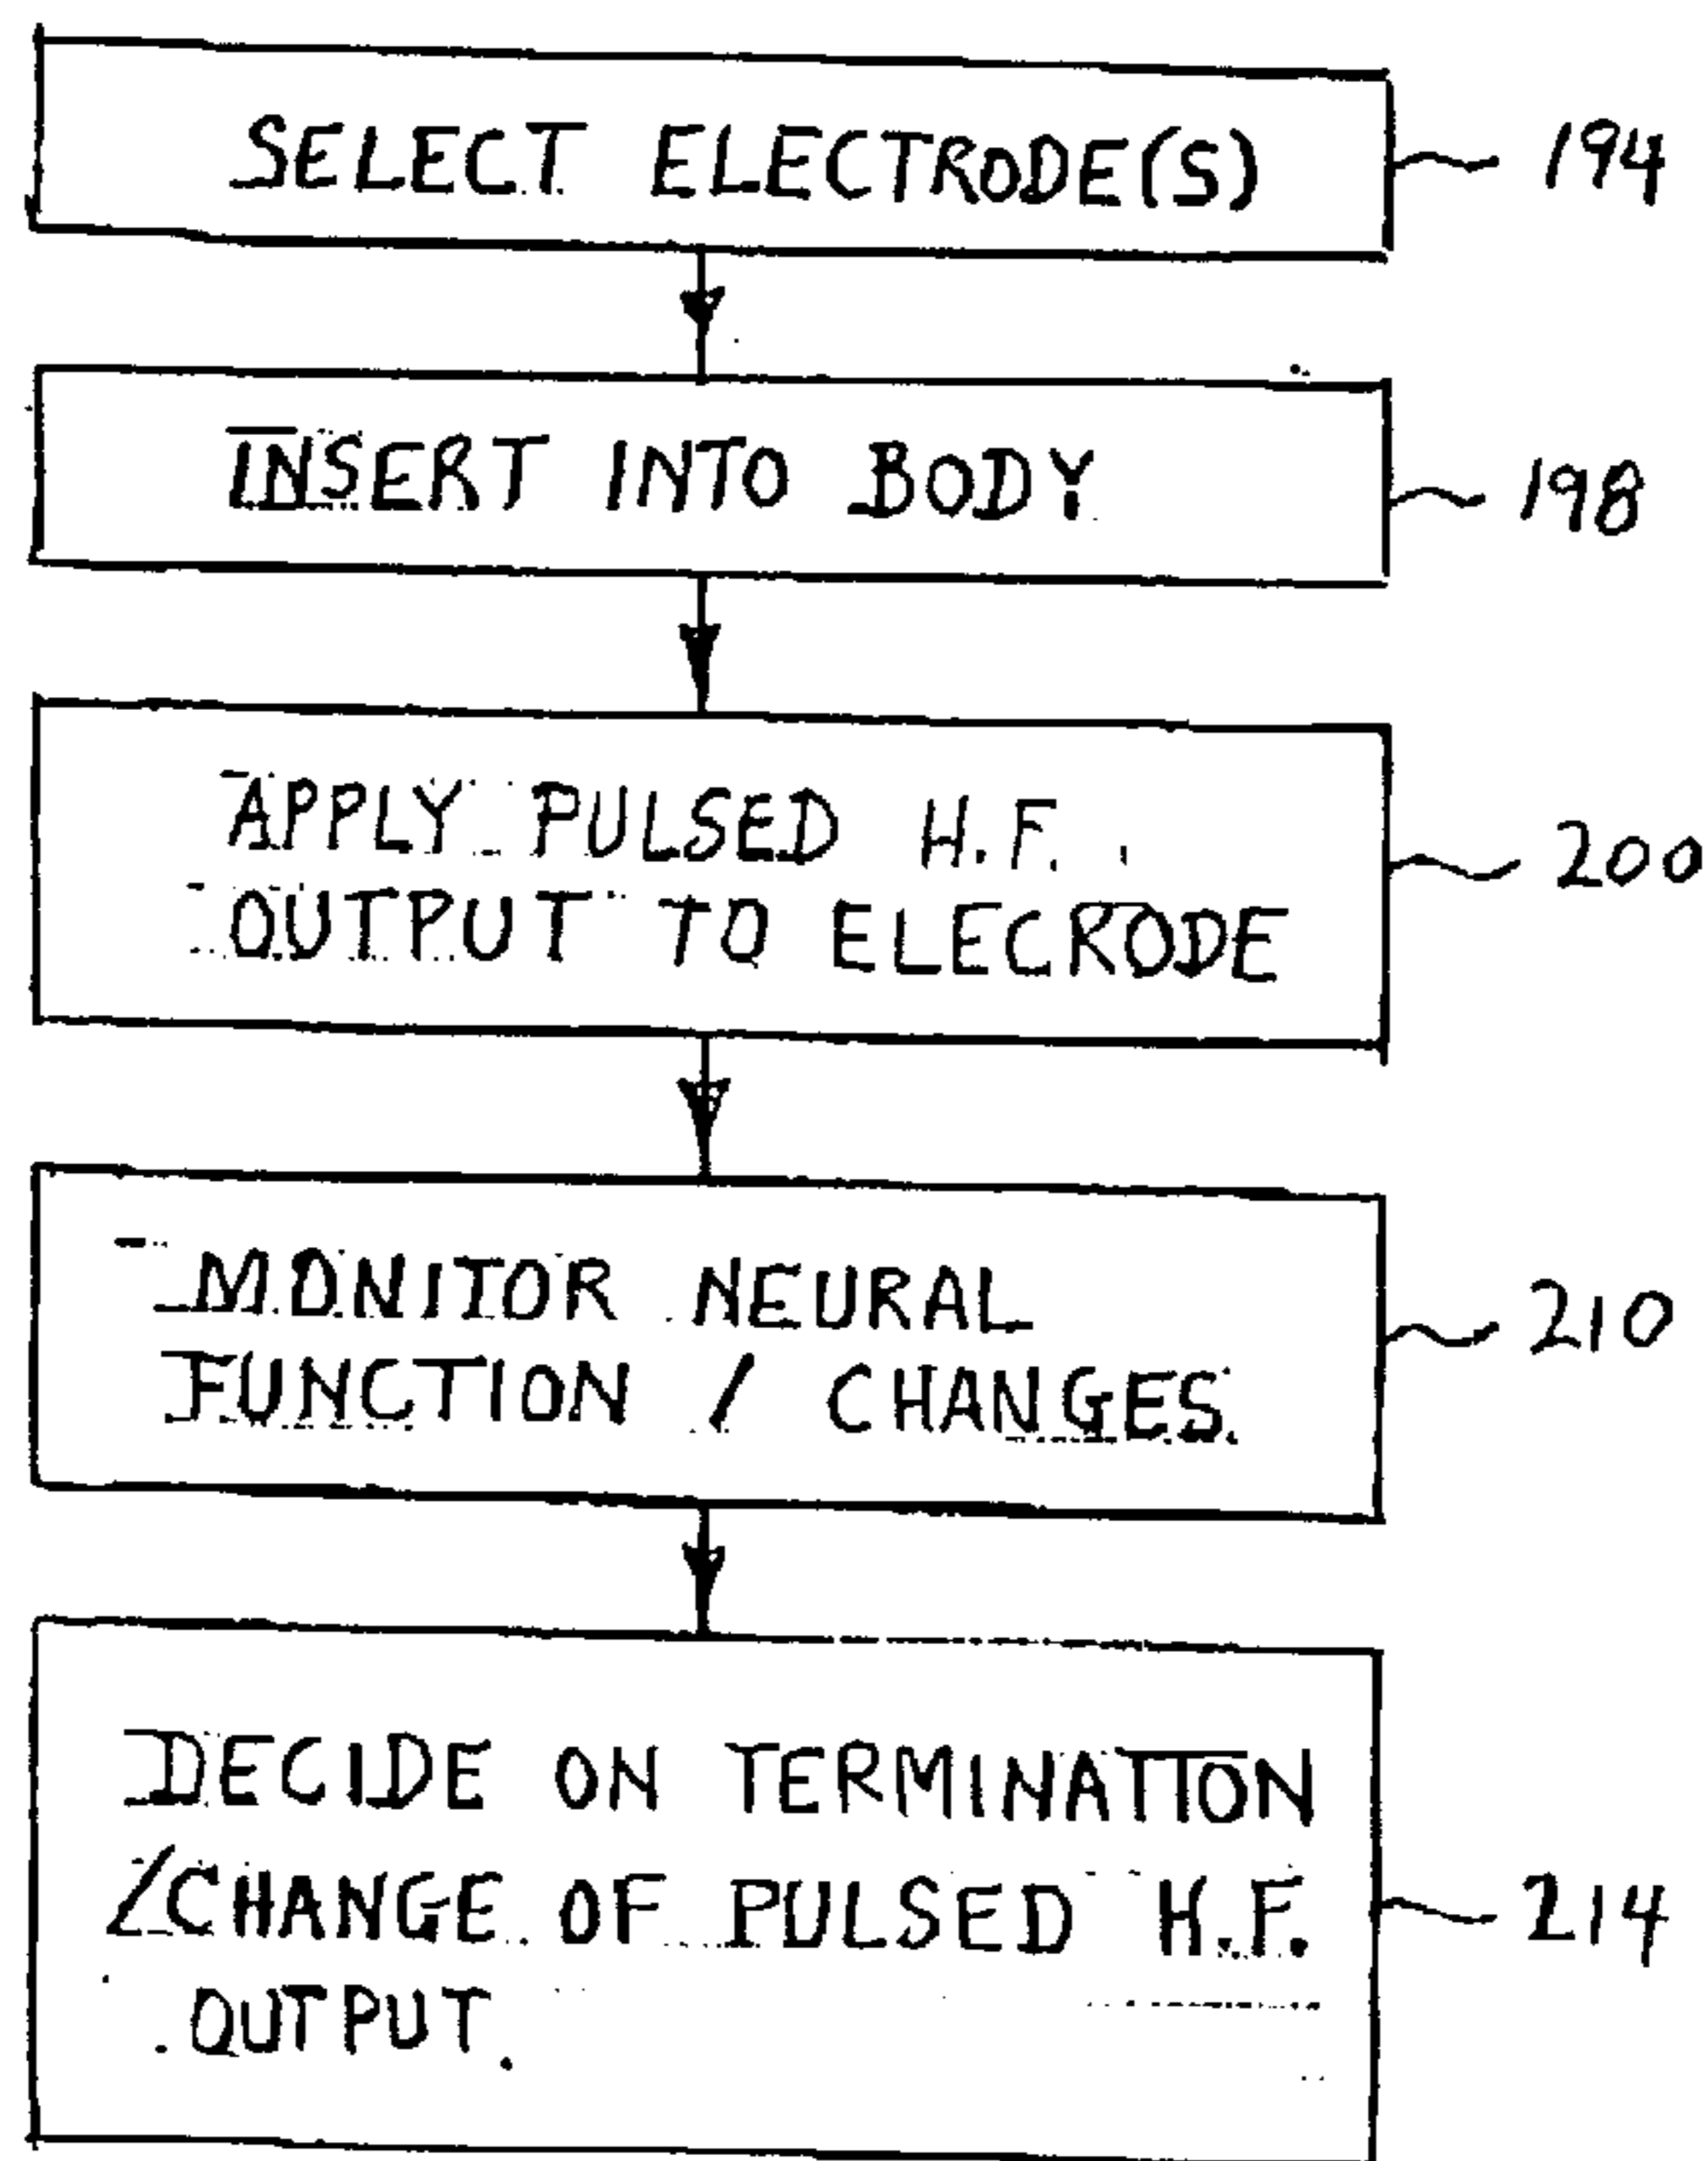 SELECT ELECTRODE(S)
194
INSERT INTO BODY
198
APPLY PULSED H.F.
OUTPUT TO ELECRODE
200
MONITOR NEURAL
FUNCTION / CHANGES
210
DECIDE ON TERMINATION
/CHANGE OF PULSED H.F.
OUTPUT.
214